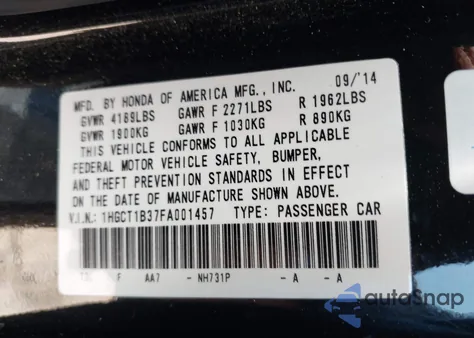 MFD. BY HONDA OF AMERICA MFG., INC. 09/'14
GVWR 4189LBS GAWR F 2271LBS R 1962LBS
GVWR 1900KG GAWR F 1030KG R 890KG
THIS VEHICLE CONFORMS TO ALL APPLICABLE
FEDERAL MOTOR VEHICLE SAFETY, BUMPER,
AND THEFT PREVENTION STANDARDS IN EFFECT
ON THE DATE OF MANUFACTURE SHOWN ABOVE.
V.I.N.: 1HGCT1B37FA001457 TYPE: PASSENGER CAR
F AA7 - NH731P - A - A
autoSnap